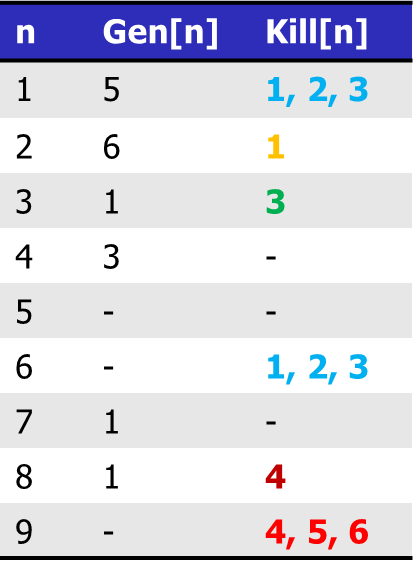 n Gen[n] Kill[n]
1 5 1, 2, 3
2 6 1
3 1 3
4 3 -
5 - -
6 - 1, 2, 3
7 1 -
8 1 4
9 - 4, 5, 6